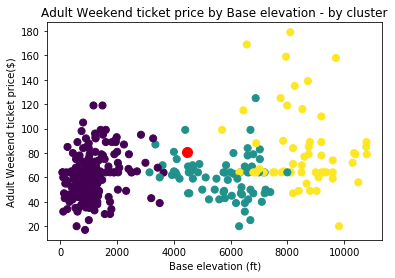 Adult Weekend ticket price by Base elevation - by cluster
Adult Weekend ticket price($)
180
160
140
120
100
80
60
40
20
0 2000 4000 6000 8000 10000
Base elevation (ft)